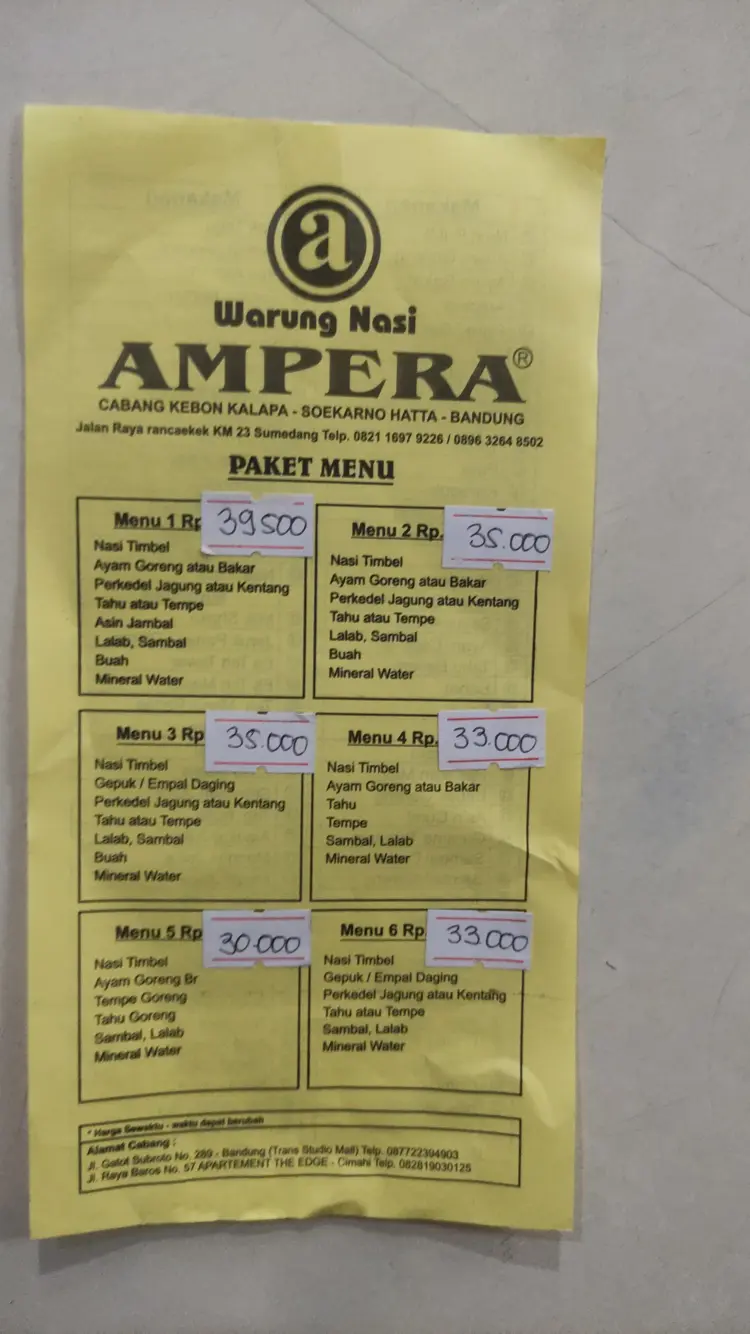 a
Warung Nasi
AMPERA®
CABANG KEBON KALAPA - SOEKARNO HATTA - BANDUNG
Jalan Raya rancaekek KM 23 Sumedang Telp. 0821 1697 9226 / 0896 3264 8502
PAKET MENU
Menu 1 Rp 39500
Nasi Timbel
Ayam Goreng atau Bakar
Perkedel Jagung atau Kentang
Tahu atau Tempe
Asin Jambal
Lalab, Sambal
Buah
Mineral Water
Menu 2 Rp. 35.000
Nasi Timbel
Ayam Goreng atau Bakar
Perkedel Jagung atau Kentang
Tahu atau Tempe
Lalab, Sambal
Buah
Mineral Water
Menu 3 Rp 35.000
Nasi Timbel
Gepuk / Empal Daging
Perkedel Jagung atau Kentang
Tahu atau Tempe
Lalab, Sambal
Buah
Mineral Water
Menu 4 Rp. 33.000
Nasi Timbel
Ayam Goreng atau Bakar
Tahu
Tempe
Sambal, Lalab
Mineral Water
Menu 5 Rp 30.000
Nasi Timbel
Ayam Goreng Br
Tempe Goreng
Tahu Goreng
Sambal, Lalab
Mineral Water
Menu 6 Rp 33.000
Nasi Timbel
Gepuk / Empal Daging
Perkedel Jagung atau Kentang
Tahu atau Tempe
Sambal, Lalab
Mineral Water
* Harga Sewaktu - waktu dapat berubah
Alamat Cabang :
Jl. Gatot Subroto No. 289 - Bandung (Trans Studio Mall) Telp. 087722394903
Jl. Raya Baros No. 57 APARTEMENT THE EDGE - Cimahi Telp. 082819030125